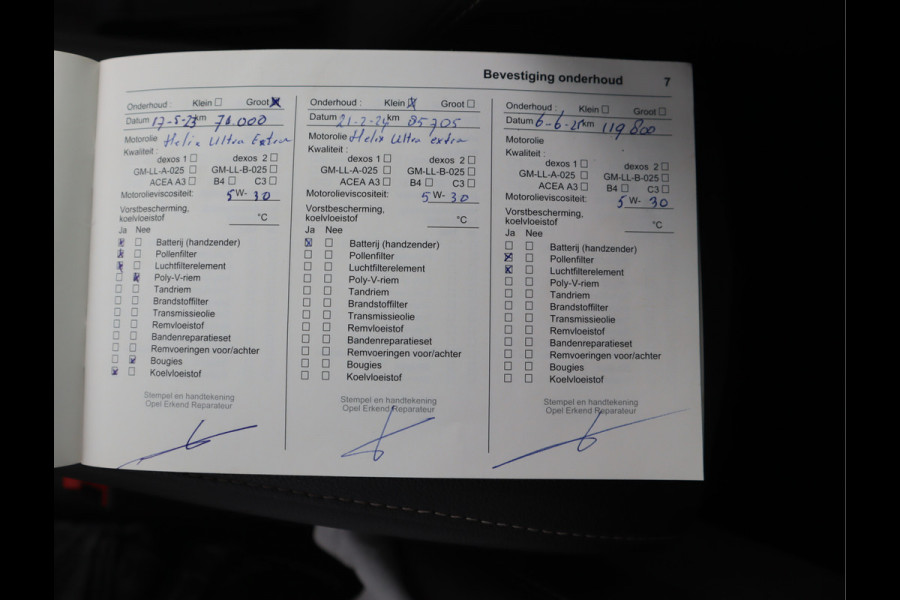 Bevestiging onderhoud 7
Onderhoud : Klein ☐ Groot ☒
Datum 17-5-23 km 74.000
Motorolie Helix Ultra Extra
Kwaliteit :
dexos 1 ☐ dexos 2 ☐
GM-LL-A-025 ☐ GM-LL-B-025 ☐
ACEA A3 ☐ B4 ☐ C3 ☐
Motorolieviscositeit: 5 W- 30
Vorstbescherming,
koelvloeistof °C
Ja Nee
☒ ☐ Batterij (handzender)
☒ ☐ Pollenfilter
☒ ☐ Luchtfilterelement
☐ ☒ Poly-V-riem
☐ ☐ Tandriem
☐ ☐ Brandstoffilter
☐ ☐ Transmissieolie
☐ ☐ Remvloeistof
☐ ☐ Bandenreparatieset
☐ ☐ Remvoeringen voor/achter
☐ ☒ Bougies
☒ ☐ Koelvloeistof
Stempel en handtekening
Opel Erkend Reparateur
Onderhoud : Klein ☒ Groot ☐
Datum 21-2-24 km 85705
Motorolie Helix Ultra extra
Kwaliteit :
dexos 1 ☐ dexos 2 ☐
GM-LL-A-025 ☐ GM-LL-B-025 ☐
ACEA A3 ☐ B4 ☐ C3 ☐
Motorolieviscositeit: 5 W- 30
Vorstbescherming,
koelvloeistof °C
Ja Nee
☒ ☐ Batterij (handzender)
☐ ☐ Pollenfilter
☐ ☐ Luchtfilterelement
☐ ☐ Poly-V-riem
☐ ☐ Tandriem
☐ ☐ Brandstoffilter
☐ ☐ Transmissieolie
☐ ☐ Remvloeistof
☐ ☐ Bandenreparatieset
☐ ☐ Remvoeringen voor/achter
☐ ☐ Bougies
☐ ☐ Koelvloeistof
Stempel en handtekening
Opel Erkend Reparateur
Onderhoud : Klein ☐ Groot ☐
Datum 6-6-25 km 119800
Motorolie
Kwaliteit :
dexos 1 ☐ dexos 2 ☐
GM-LL-A-025 ☐ GM-LL-B-025 ☐
ACEA A3 ☐ B4 ☐ C3 ☐
Motorolieviscositeit: 5 W- 30
Vorstbescherming,
koelvloeistof °C
Ja Nee
☐ ☐ Batterij (handzender)
☒ ☐ Pollenfilter
☒ ☐ Luchtfilterelement
☐ ☐ Poly-V-riem
☐ ☐ Tandriem
☐ ☐ Brandstoffilter
☐ ☐ Transmissieolie
☐ ☐ Remvloeistof
☐ ☐ Bandenreparatieset
☐ ☐ Remvoeringen voor/achter
☐ ☐ Bougies
☐ ☐ Koelvloeistof
Stempel en handtekening
Opel Erkend Reparateur